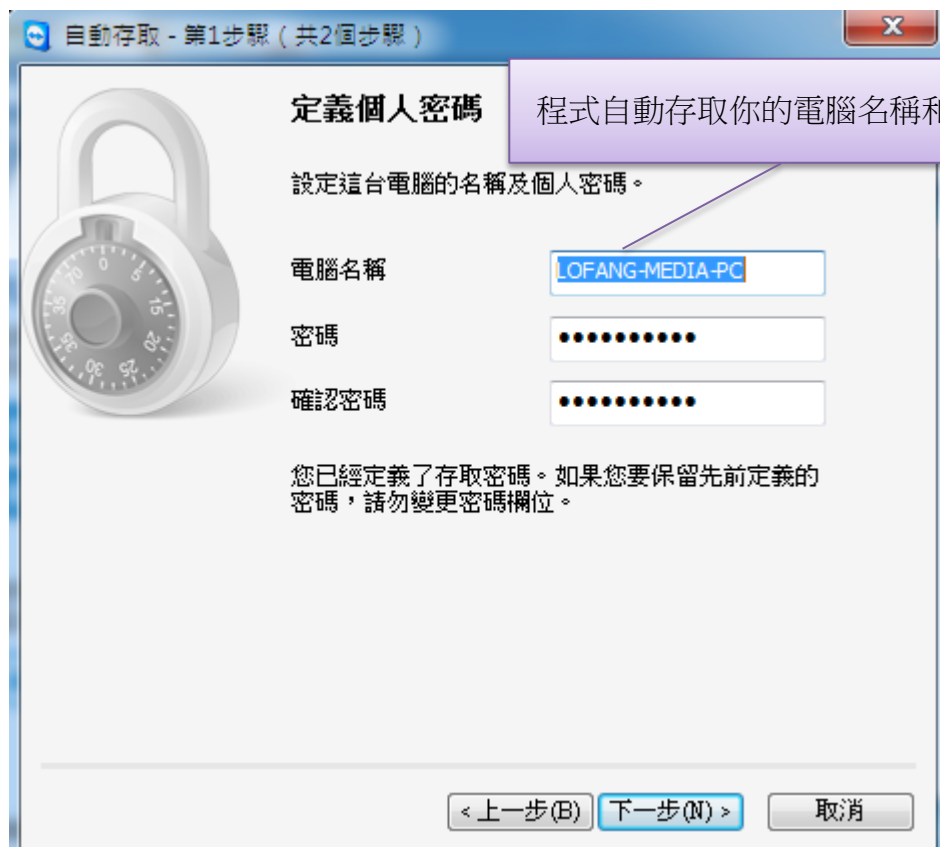 自動存取 - 第1步驟（共2個步驟）
定義個人密碼
程式自動存取你的電腦名稱和
設定這台電腦的名稱及個人密碼。
電腦名稱
LOFANG-MEDIA-PC
密碼
••••••••••
確認密碼
••••••••••
您已經定義了存取密碼。如果您要保留先前定義的
密碼，請勿變更密碼欄位。
<上一步(B) 下一步(N)> 取消